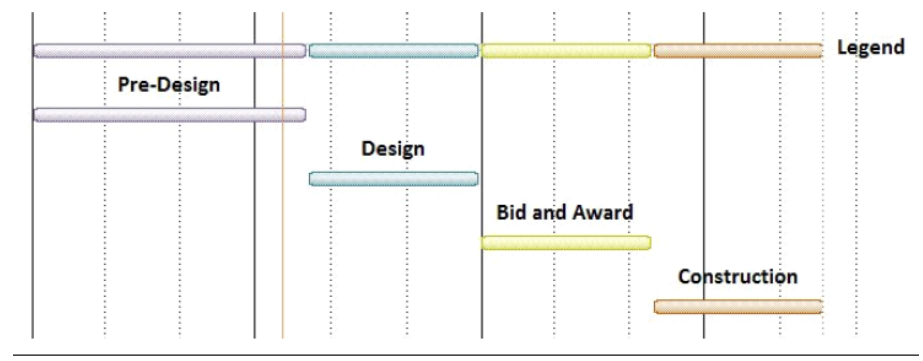 Legend
Pre-Design
Design
Bid and Award
Construction